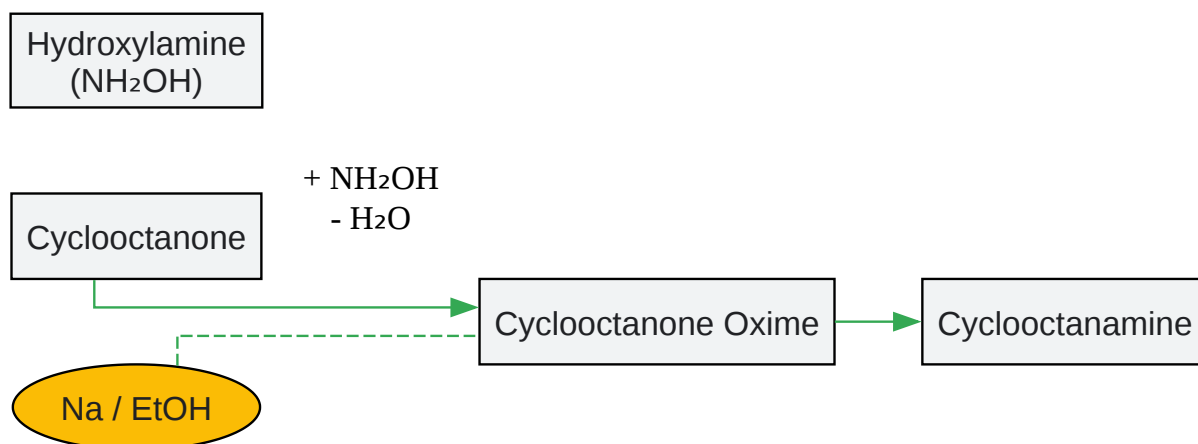 Hydroxylamine
(NH₂OH)
+ NH₂OH
- H₂O
Cyclooctanone
Cyclooctanone Oxime
Cyclooctanamine
Na / EtOH